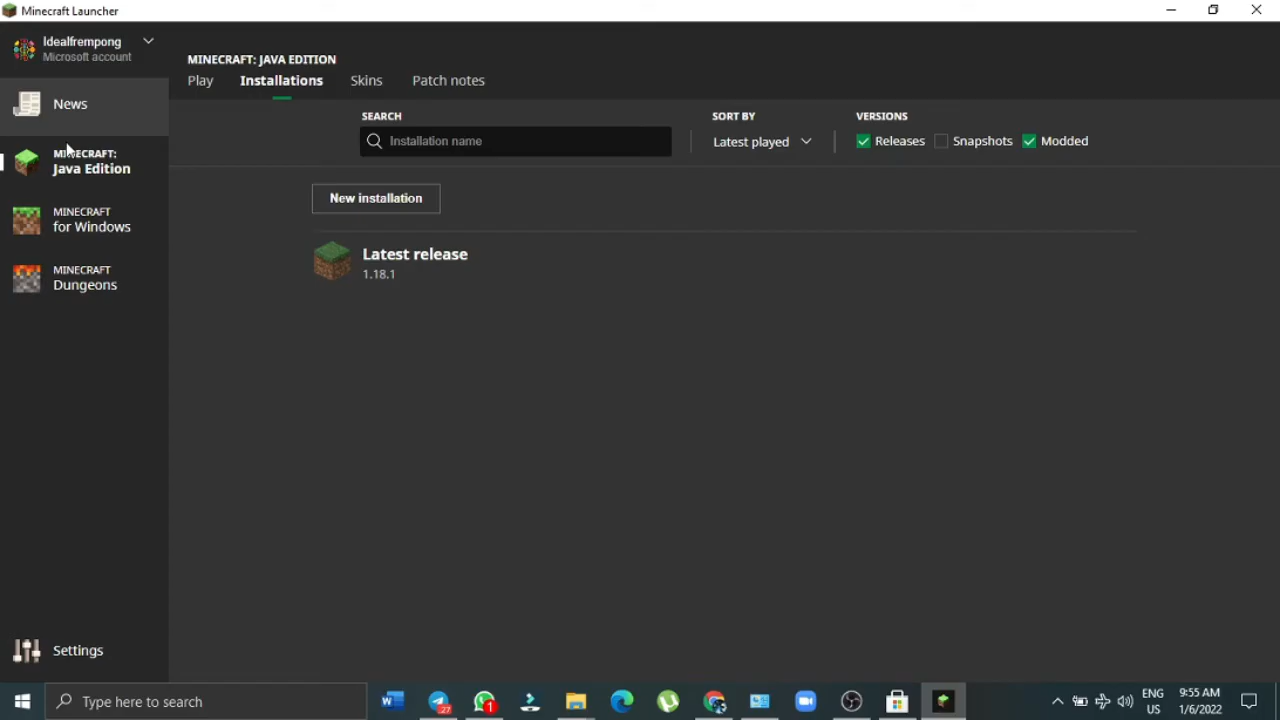 Minecraft Launcher
Idealfrempong
Microsoft account
News
MINECRAFT:
Java Edition
MINECRAFT
for Windows
MINECRAFT
Dungeons
Settings
MINECRAFT: JAVA EDITION
Play Installations Skins Patch notes
SEARCH SORT BY VERSIONS
Installation name Latest played Releases Snapshots Modded
New installation
Latest release
1.18.1
Type here to search
27
1
ENG
US
9:55 AM
1/6/2022